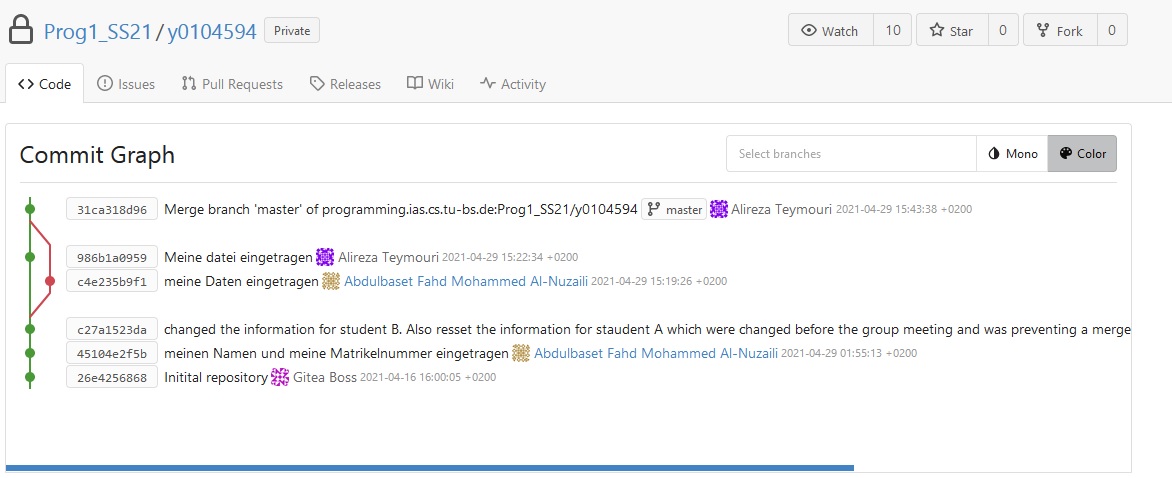 Prog1_SS21 / y0104594 Private Watch 10 Star 0 Fork 0
Code Issues Pull Requests Releases Wiki Activity
Commit Graph Select branches Mono Color
31ca318d96 Merge branch 'master' of programming.ias.cs.tu-bs.de:Prog1_SS21/y0104594 master Alireza Teymouri 2021-04-29 15:43:38 +0200
986b1a0959 Meine datei eingetragen Alireza Teymouri 2021-04-29 15:22:34 +0200
c4e235b9f1 meine Daten eingetragen Abdulbaset Fahd Mohammed Al-Nuzaili 2021-04-29 15:19:26 +0200
c27a1523da changed the information for student B. Also resset the information for staudent A which were changed before the group meeting and was preventing a merge
45104e2f5b meinen Namen und meine Matrikelnummer eingetragen Abdulbaset Fahd Mohammed Al-Nuzaili 2021-04-29 01:55:13 +0200
26e4256868 Initital repository Gitea Boss 2021-04-16 16:00:05 +0200